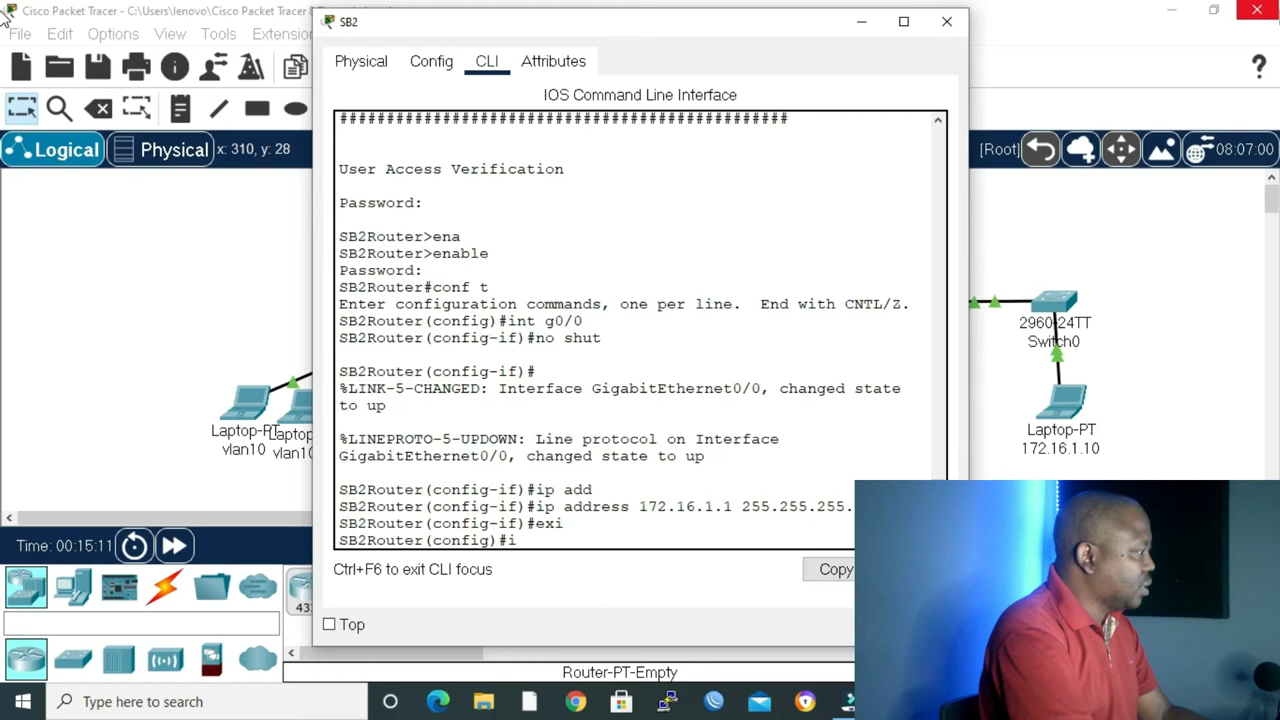 Cisco Packet Tracer - C:\Users\lenovo\Cisco Packet Tracer
SB2
File Edit Options View Tools Extension
Physical Config CLI Attributes
IOS Command Line Interface
Logical Physical x: 310, y: 28
[Root] 08:07:00
################################################
User Access Verification
Password:
SB2Router>ena
SB2Router>enable
Password:
SB2Router#conf t
Enter configuration commands, one per line. End with CNTL/Z.
SB2Router(config)#int g0/0
SB2Router(config-if)#no shut
SB2Router(config-if)#
%LINK-5-CHANGED: Interface GigabitEthernet0/0, changed state
to up
%LINEPROTO-5-UPDOWN: Line protocol on Interface
GigabitEthernet0/0, changed state to up
SB2Router(config-if)#ip add
SB2Router(config-if)#ip address 172.16.1.1 255.255.255.
SB2Router(config-if)#exi
SB2Router(config)#i
2960-24TT
Switch0
Laptop-PT
172.16.1.10
Laptop-PT
vlan10
Laptop
vlan10
Ctrl+F6 to exit CLI focus
Copy
Top
Time: 00:15:11
43
Router-PT-Empty
Type here to search